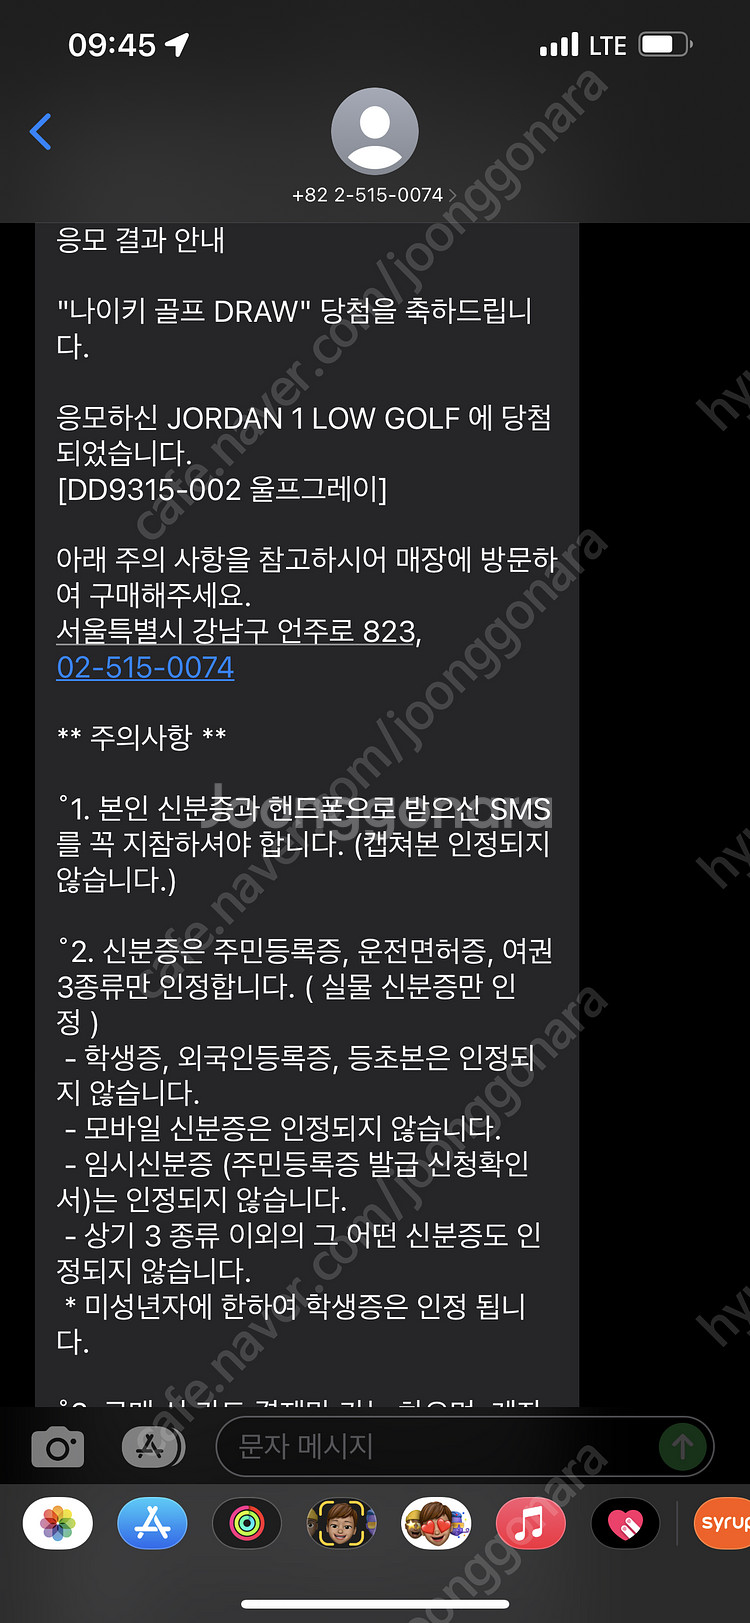 09:45
LTE
+82 2-515-0074
응모 결과 안내
"나이키 골프 DRAW" 당첨을 축하드립니
다.
응모하신 JORDAN 1 LOW GOLF 에 당첨
되었습니다.
[DD9315-002 울프그레이]
아래 주의 사항을 참고하시어 매장에 방문하
여 구매해주세요.
서울특별시 강남구 언주로 823,
02-515-0074
** 주의사항 **
°1. 본인 신분증과 핸드폰으로 받으신 SMS
를 꼭 지참하셔야 합니다. (캡쳐본 인정되지
않습니다.)
°2. 신분증은 주민등록증, 운전면허증, 여권
3종류만 인정합니다. ( 실물 신분증만 인
정 )
- 학생증, 외국인등록증, 등초본은 인정되
지 않습니다.
- 모바일 신분증은 인정되지 않습니다.
- 임시신분증 (주민등록증 발급 신청확인
서)는 인정되지 않습니다.
- 상기 3 종류 이외의 그 어떤 신분증도 인
정되지 않습니다.
* 미성년자에 한하여 학생증은 인정 됩니
다.
문자 메시지
syrup
Joonggonara
cafe.naver.com/joonggonara
cafe.naver.com/joonggonara
cafe.naver.com/joonggonara